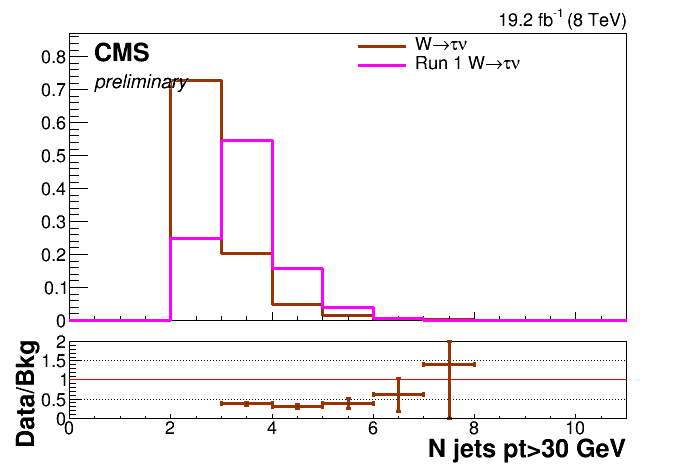 19.2 fb-1 (8 TeV)
CMS
preliminary
W→τν
Run 1 W→τν
0.8
0.7
0.6
0.5
0.4
0.3
0.2
0.1
0
Data/Bkg
2
1.5
1
0.5
0
0 2 4 6 8 10
N jets pt>30 GeV